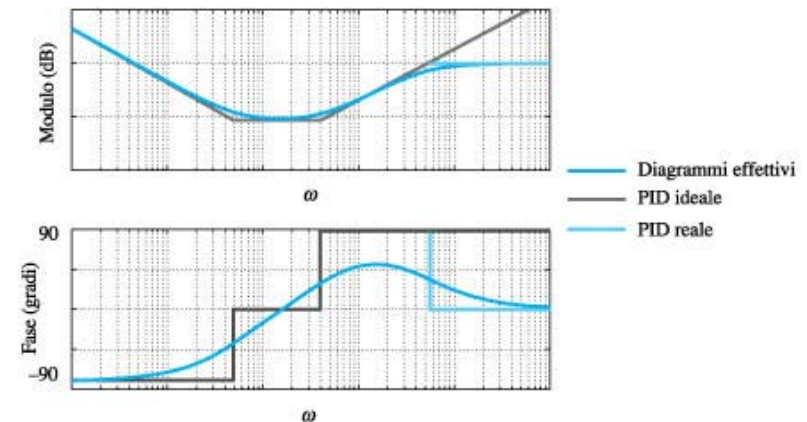 Modulo (dB)
ω
Diagrammi effettivi
PID ideale
PID reale
90
Fase (gradi)
–90
ω